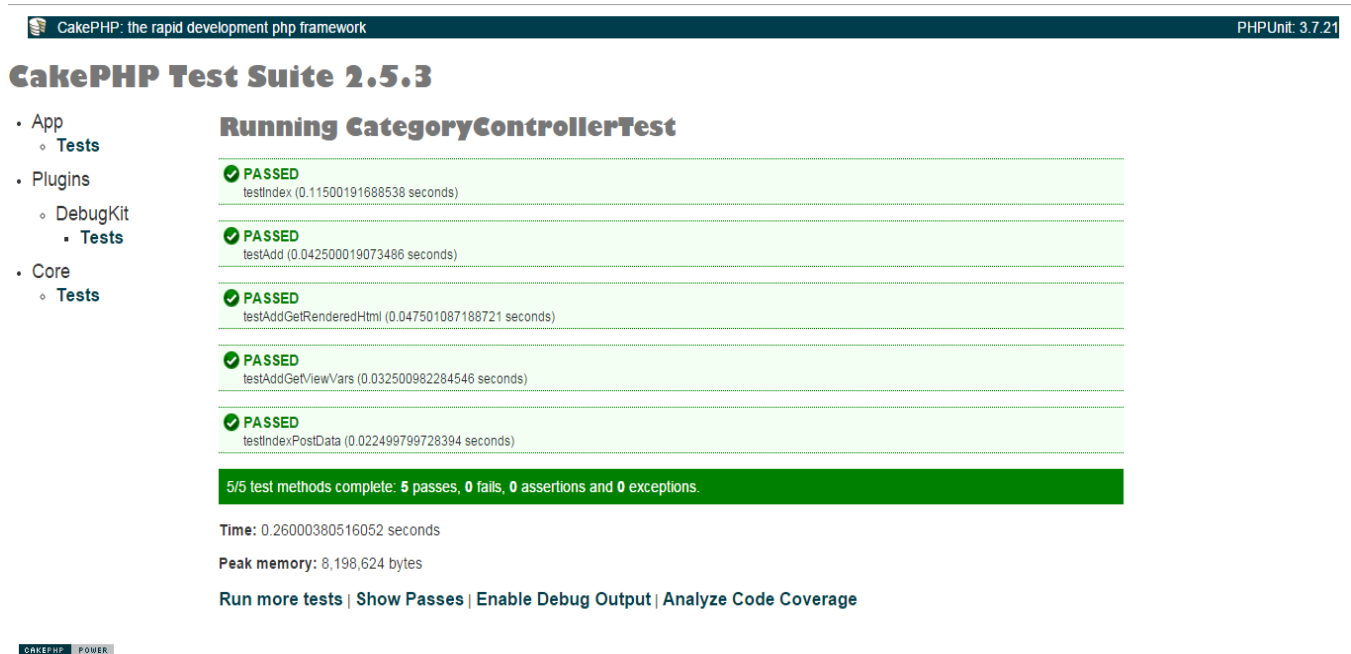 CakePHP: the rapid development php framework
PHPUnit: 3.7.21
CakePHP Test Suite 2.5.3
App
Tests
Plugins
DebugKit
Tests
Core
Tests
Running CategoryControllerTest
PASSED
testIndex (0.11500191688538 seconds)
PASSED
testAdd (0.042500019073486 seconds)
PASSED
testAddGetRenderedHtml (0.047501087188721 seconds)
PASSED
testAddGetViewVars (0.032500982284546 seconds)
PASSED
testIndexPostData (0.022499799728394 seconds)
5/5 test methods complete: 5 passes, 0 fails, 0 assertions and 0 exceptions.
Time: 0.26000380516052 seconds
Peak memory: 8,198,624 bytes
Run more tests | Show Passes | Enable Debug Output | Analyze Code Coverage
CAKEPHP POWER